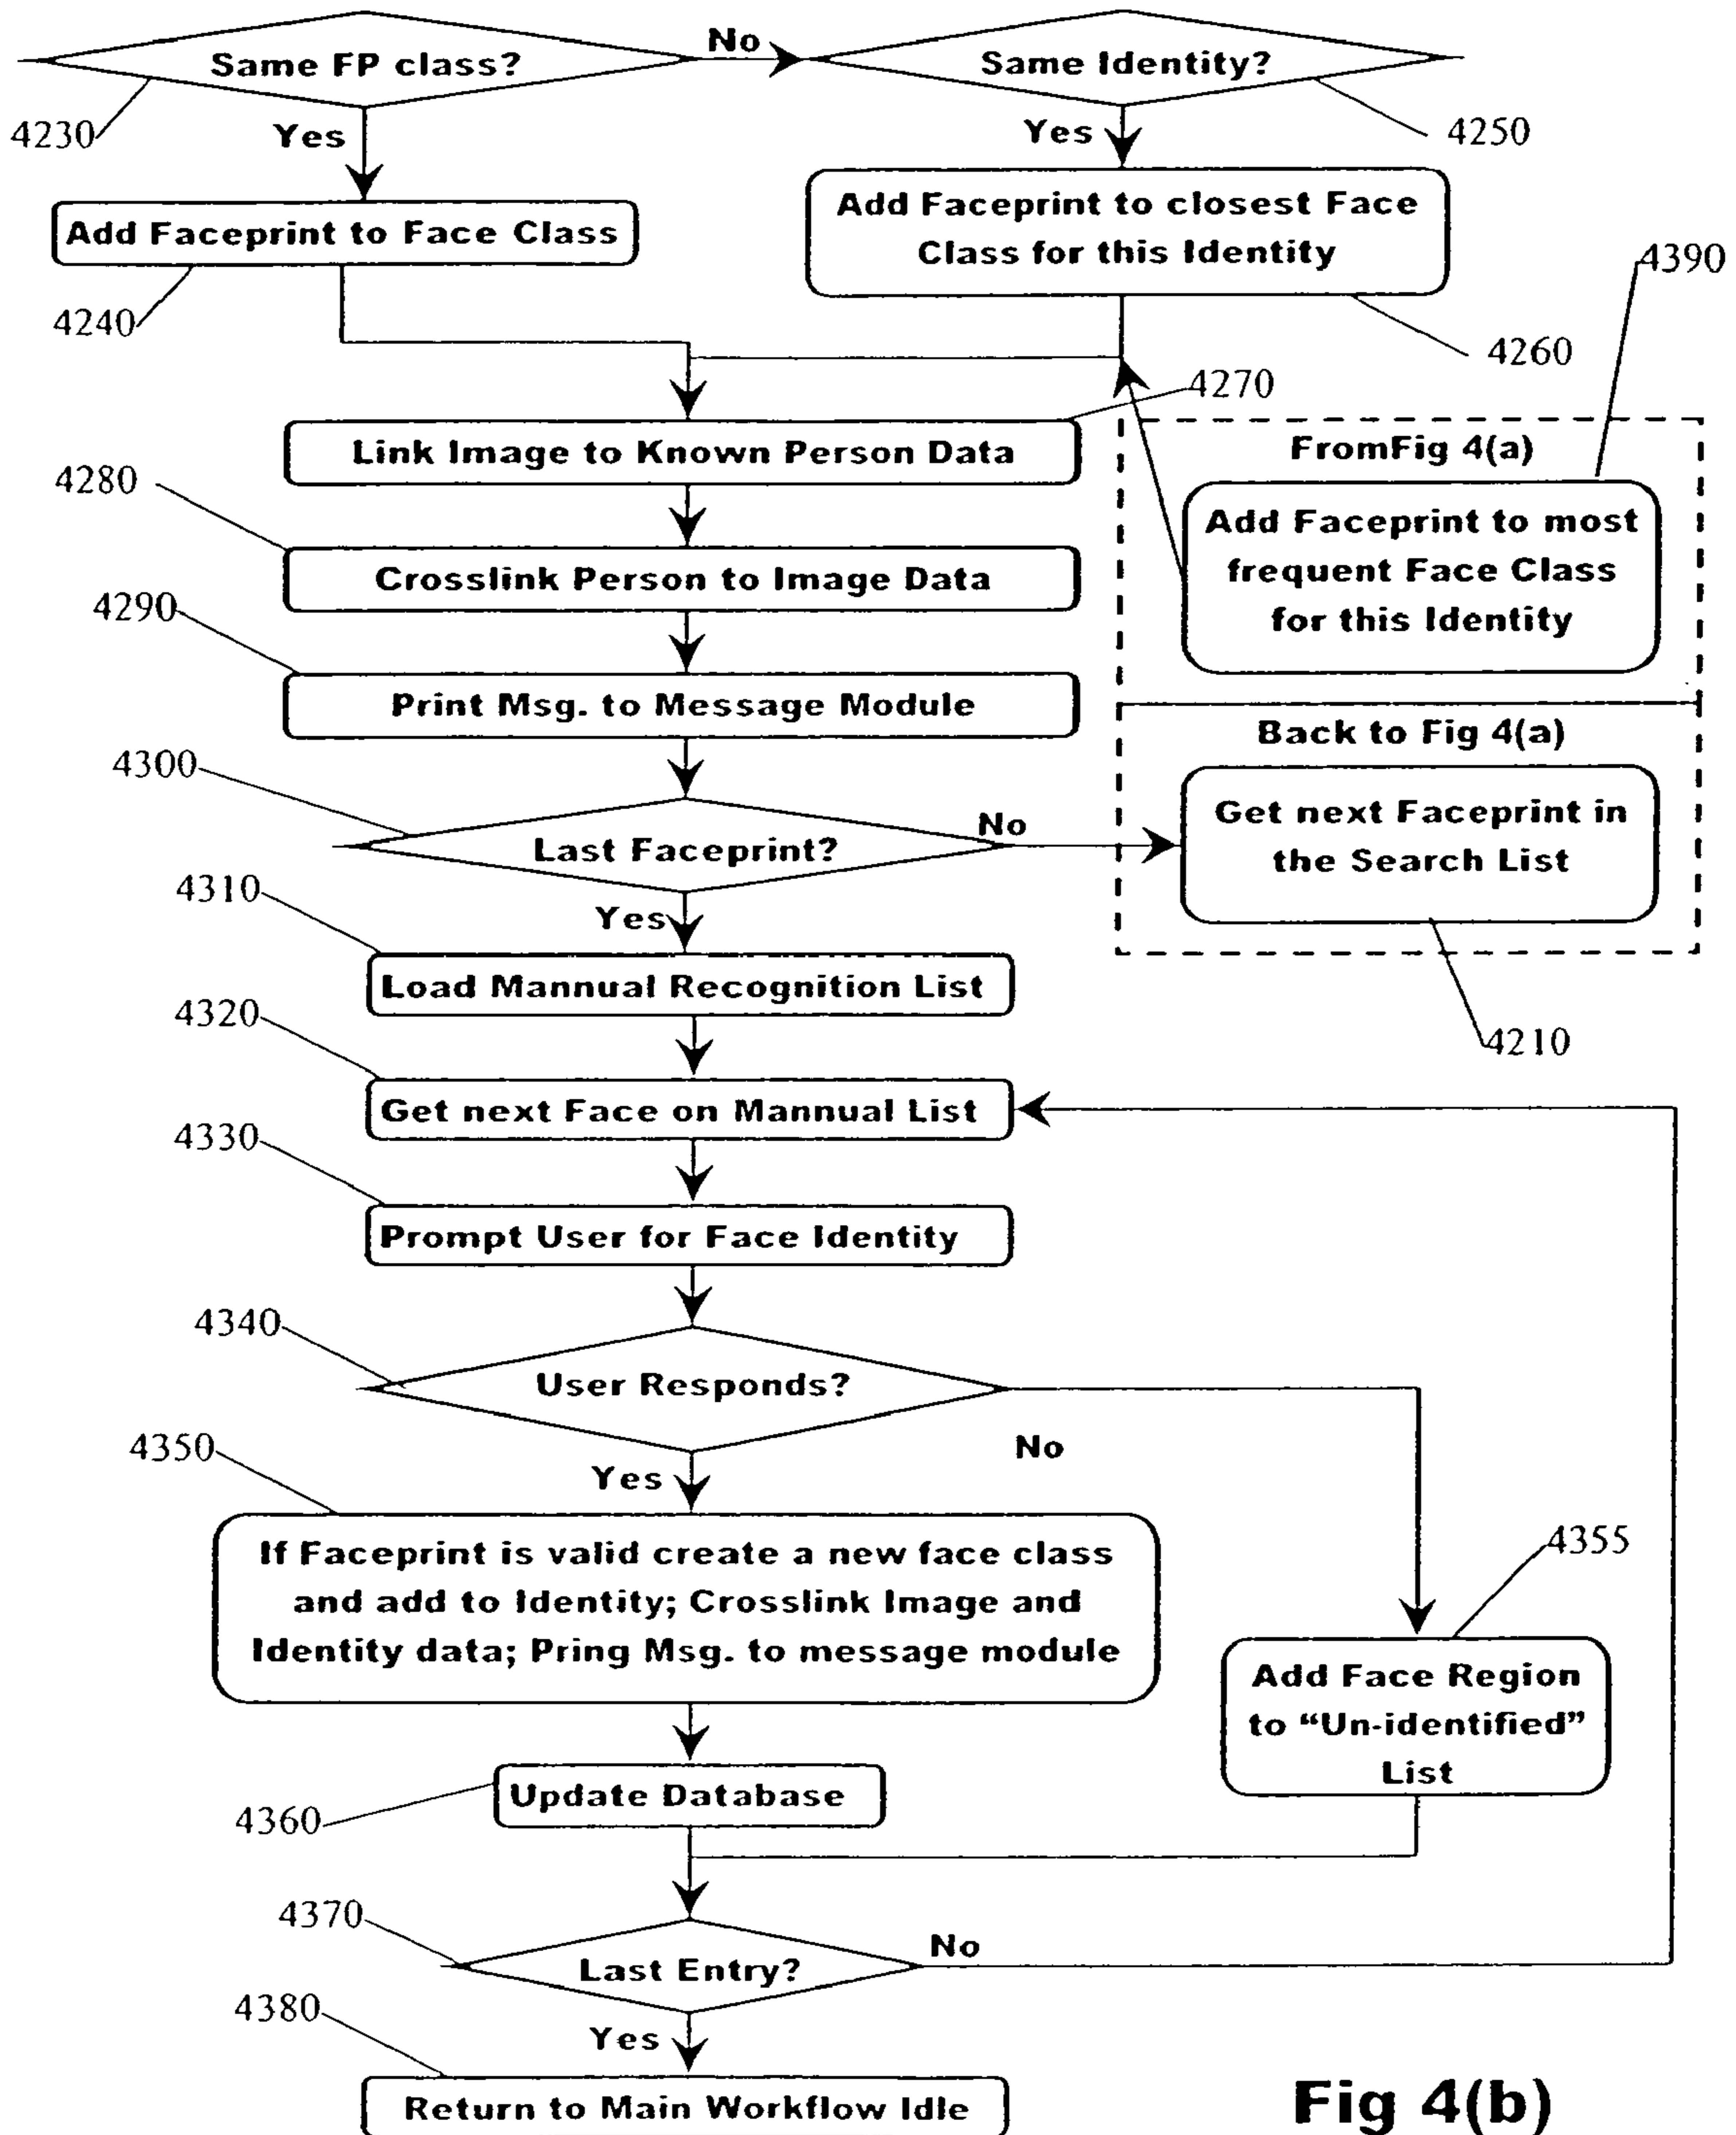 Same FP class?
No
Same Identity?
4230
Yes
Yes
4250
Add Faceprint to Face Class
Add Faceprint to closest Face
Class for this Identity
4240
4260
4390
4270
Link Image to Known Person Data
FromFig 4(a)
4280
Add Faceprint to most
frequent Face Class
for this Identity
Crosslink Person to Image Data
4290
Print Msg. to Message Module
Back to Fig 4(a)
4300
Get next Faceprint in
the Search List
Last Faceprint?
No
4310
Yes
Load Mannual Recognition List
4320
4210
Get next Face on Mannual List
4330
Prompt User for Face Identity
4340
User Responds?
4350
No
Yes
If Faceprint is valid create a new face class
and add to Identity; Crosslink Image and
Identity data; Pring Msg. to message module
4355
Add Face Region
to “Un-identified”
List
Update Database
4360
4370
No
Last Entry?
4380
Yes
Return to Main Workflow Idle
Fig 4(b)